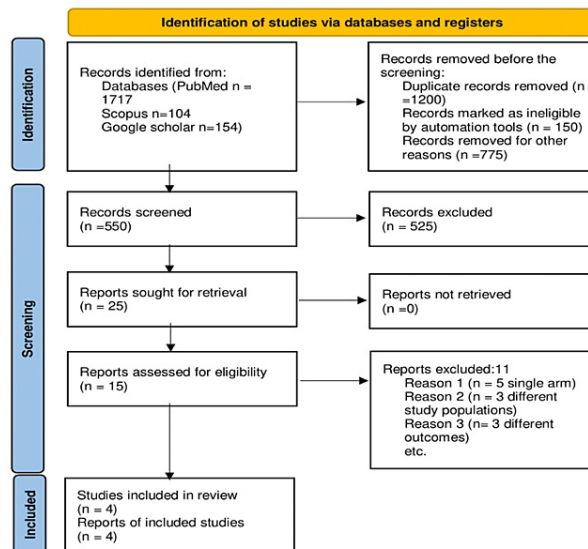 Identification of studies via databases and registers
Identification
Records identified from:
Databases (PubMed n =
1717
Scopus n=104
Google scholar n=154)
Records removed before the
screening:
Duplicate records removed (n
=1200)
Records marked as ineligible
by automation tools (n = 150)
Records removed for other
reasons (n =775)
Screening
Records screened
(n =550)
Records excluded
(n = 525)
Reports sought for retrieval
(n = 25)
Reports not retrieved
(n =0)
Reports assessed for eligibility
(n = 15)
Reports excluded:11
Reason 1 (n = 5 single arm)
Reason 2 (n = 3 different
study populations)
Reason 3 (n= 3 different
outcomes)
etc.
Included
Studies included in review
(n = 4)
Reports of included studies
(n = 4)